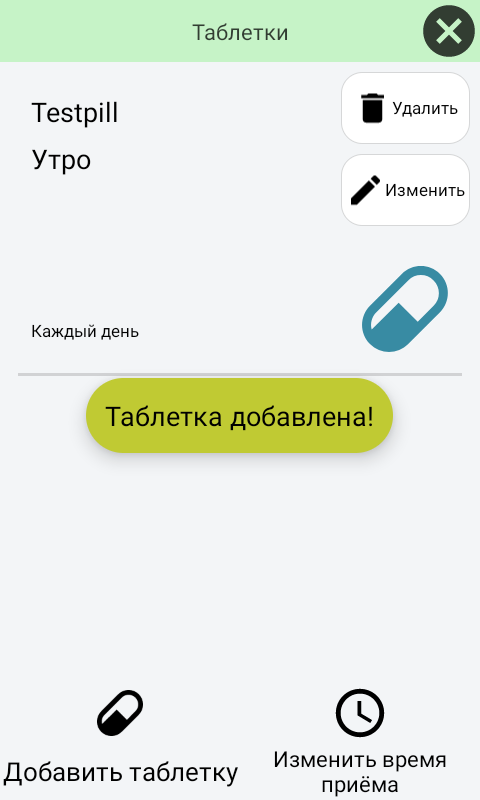 Таблетки
Testpill
Удалить
Утро
Изменить
Каждый день
Таблетка добавлена!
Добавить таблетку
Изменить время
приёма